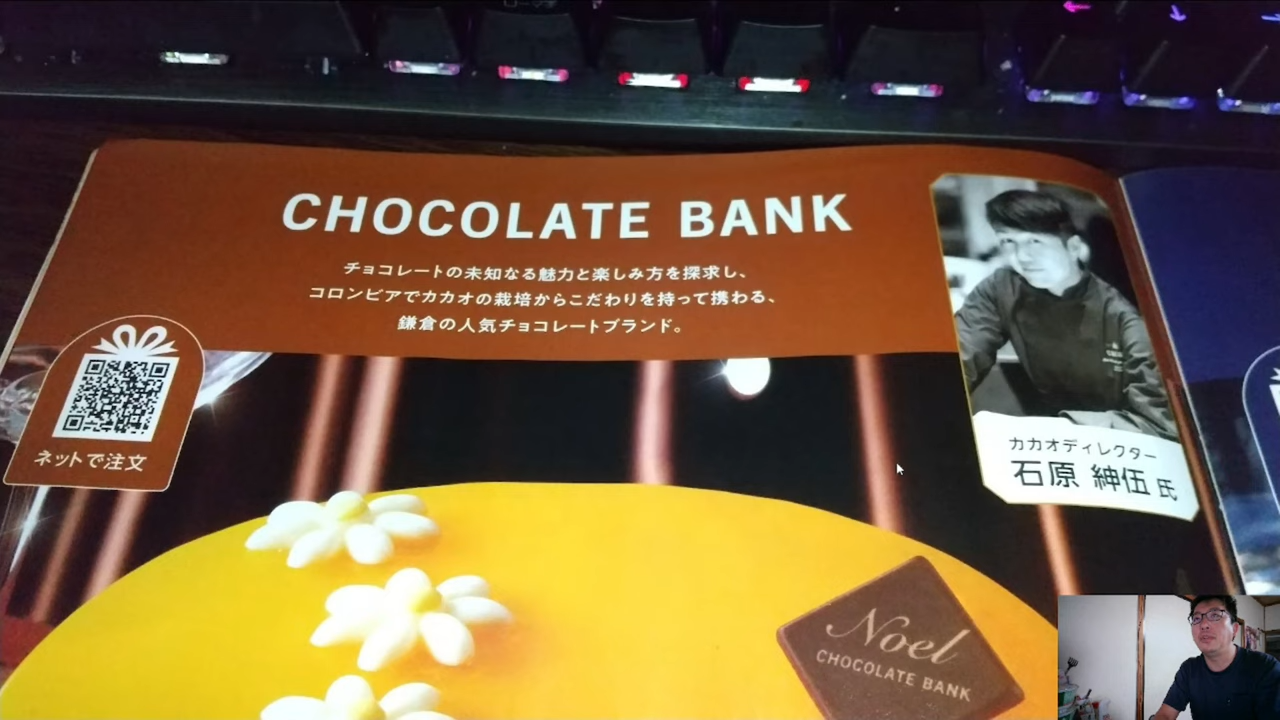 CHOCOLATE BANK
チョコレートの未知なる魅力と楽しみ方を探求し、
コロンビアでカカオの栽培からこだわりを持って携わる、
鎌倉の人気チョコレートブランド。
ネットで注文
カカオディレクター
石原 紳伍 氏
Noel
CHOCOLATE BANK